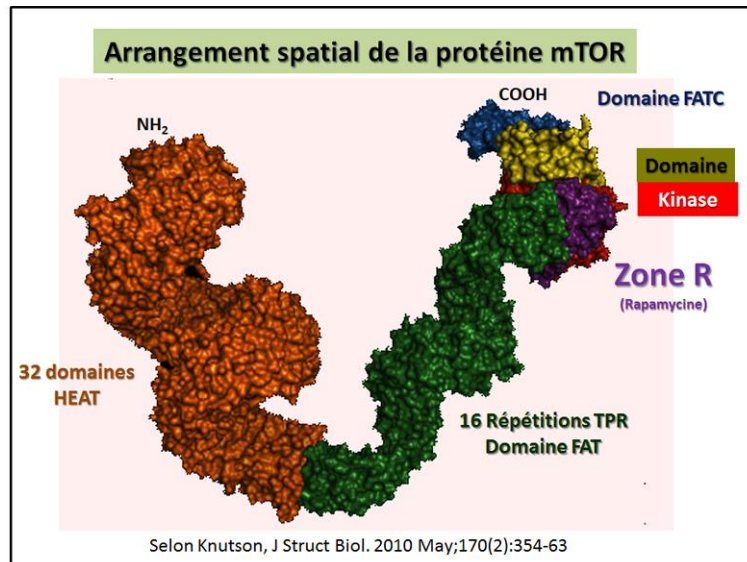 Arrangement spatial de la protéine mTOR
NH₂
COOH
Domaine FATC
Domaine
Kinase
Zone R
(Rapamycine)
32 domaines
HEAT
16 Répétitions TPR
Domaine FAT
Selon Knutson, J Struct Biol. 2010 May;170(2):354-63